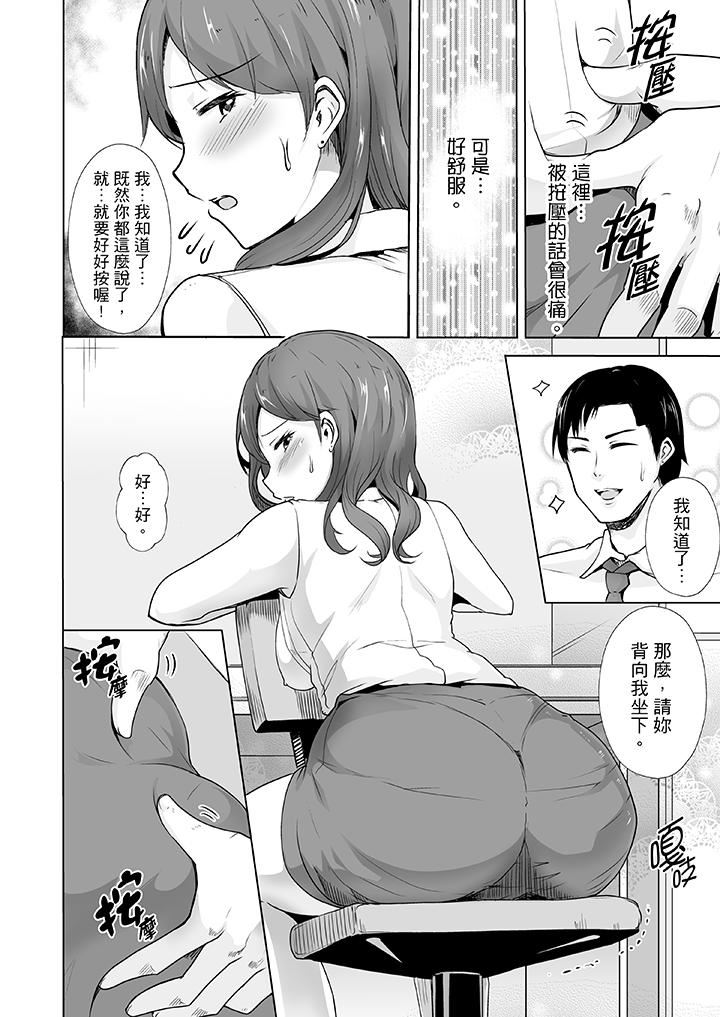 按壓
這裡…
被按壓的話會很痛。
按壓
可是…
好舒服。
我…我知道了…
既然你都這麼說了，
就…就要好好按喔！
我知道了…
那麼，請妳
背向我坐下。
好…好。
嘎吱
按摩
按摩